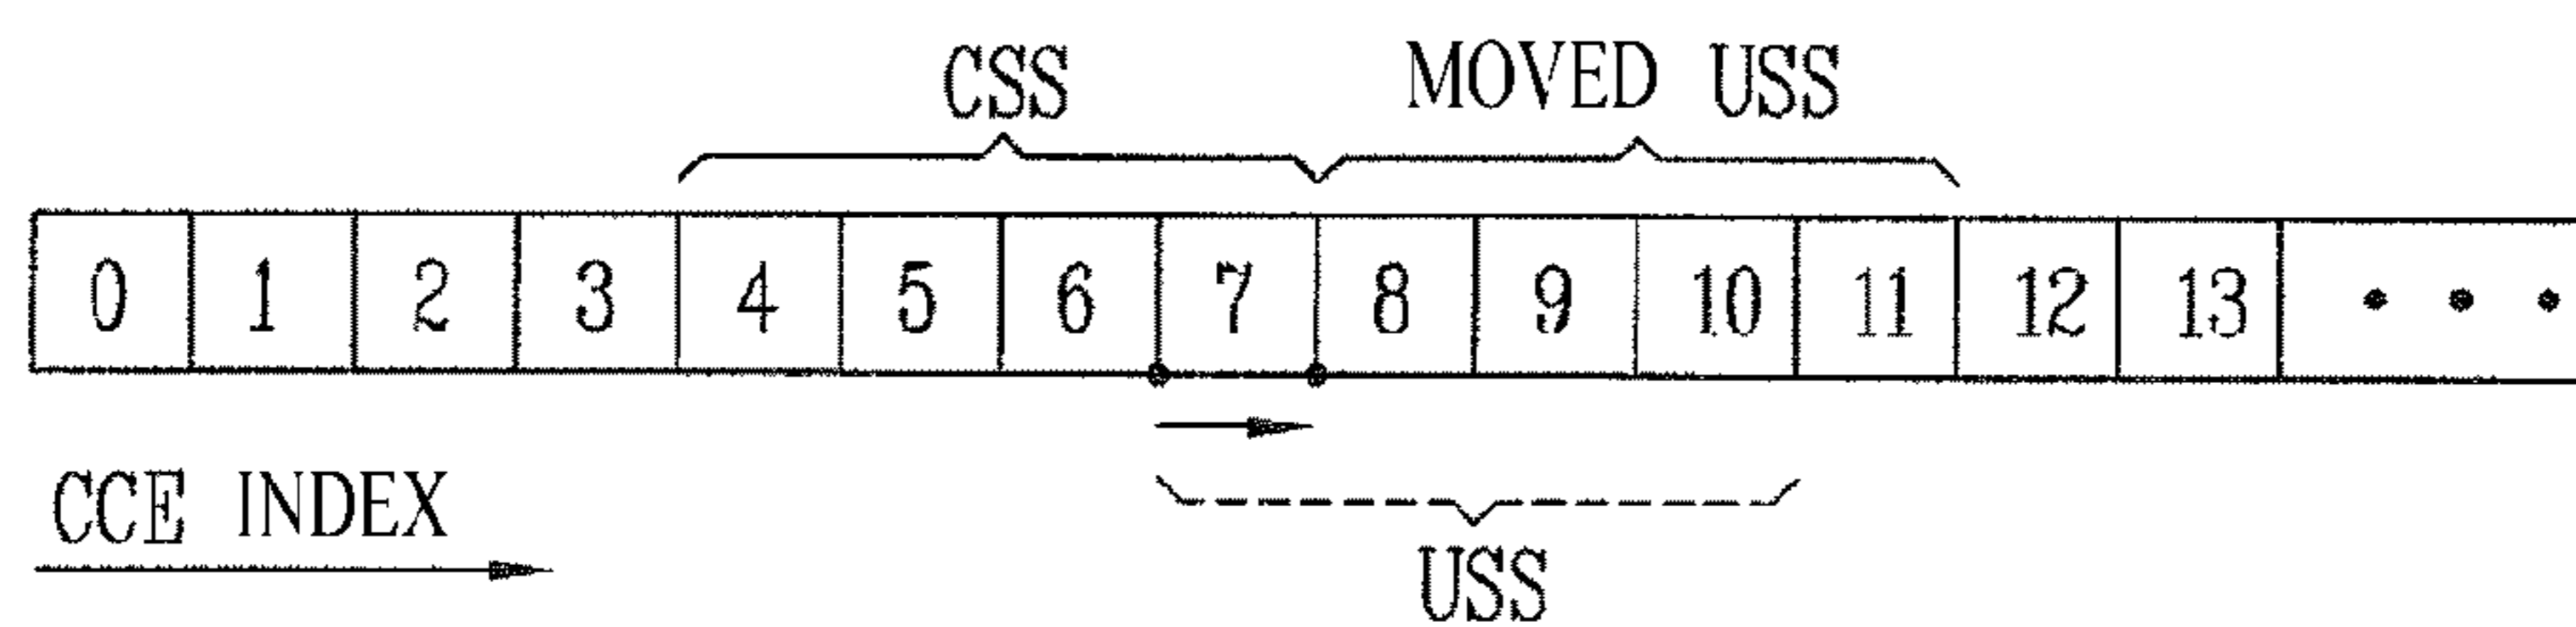 CSS MOVED USS
0 1 2 3 4 5 6 7 8 9 10 11 12 13 • • •
CCE INDEX
USS